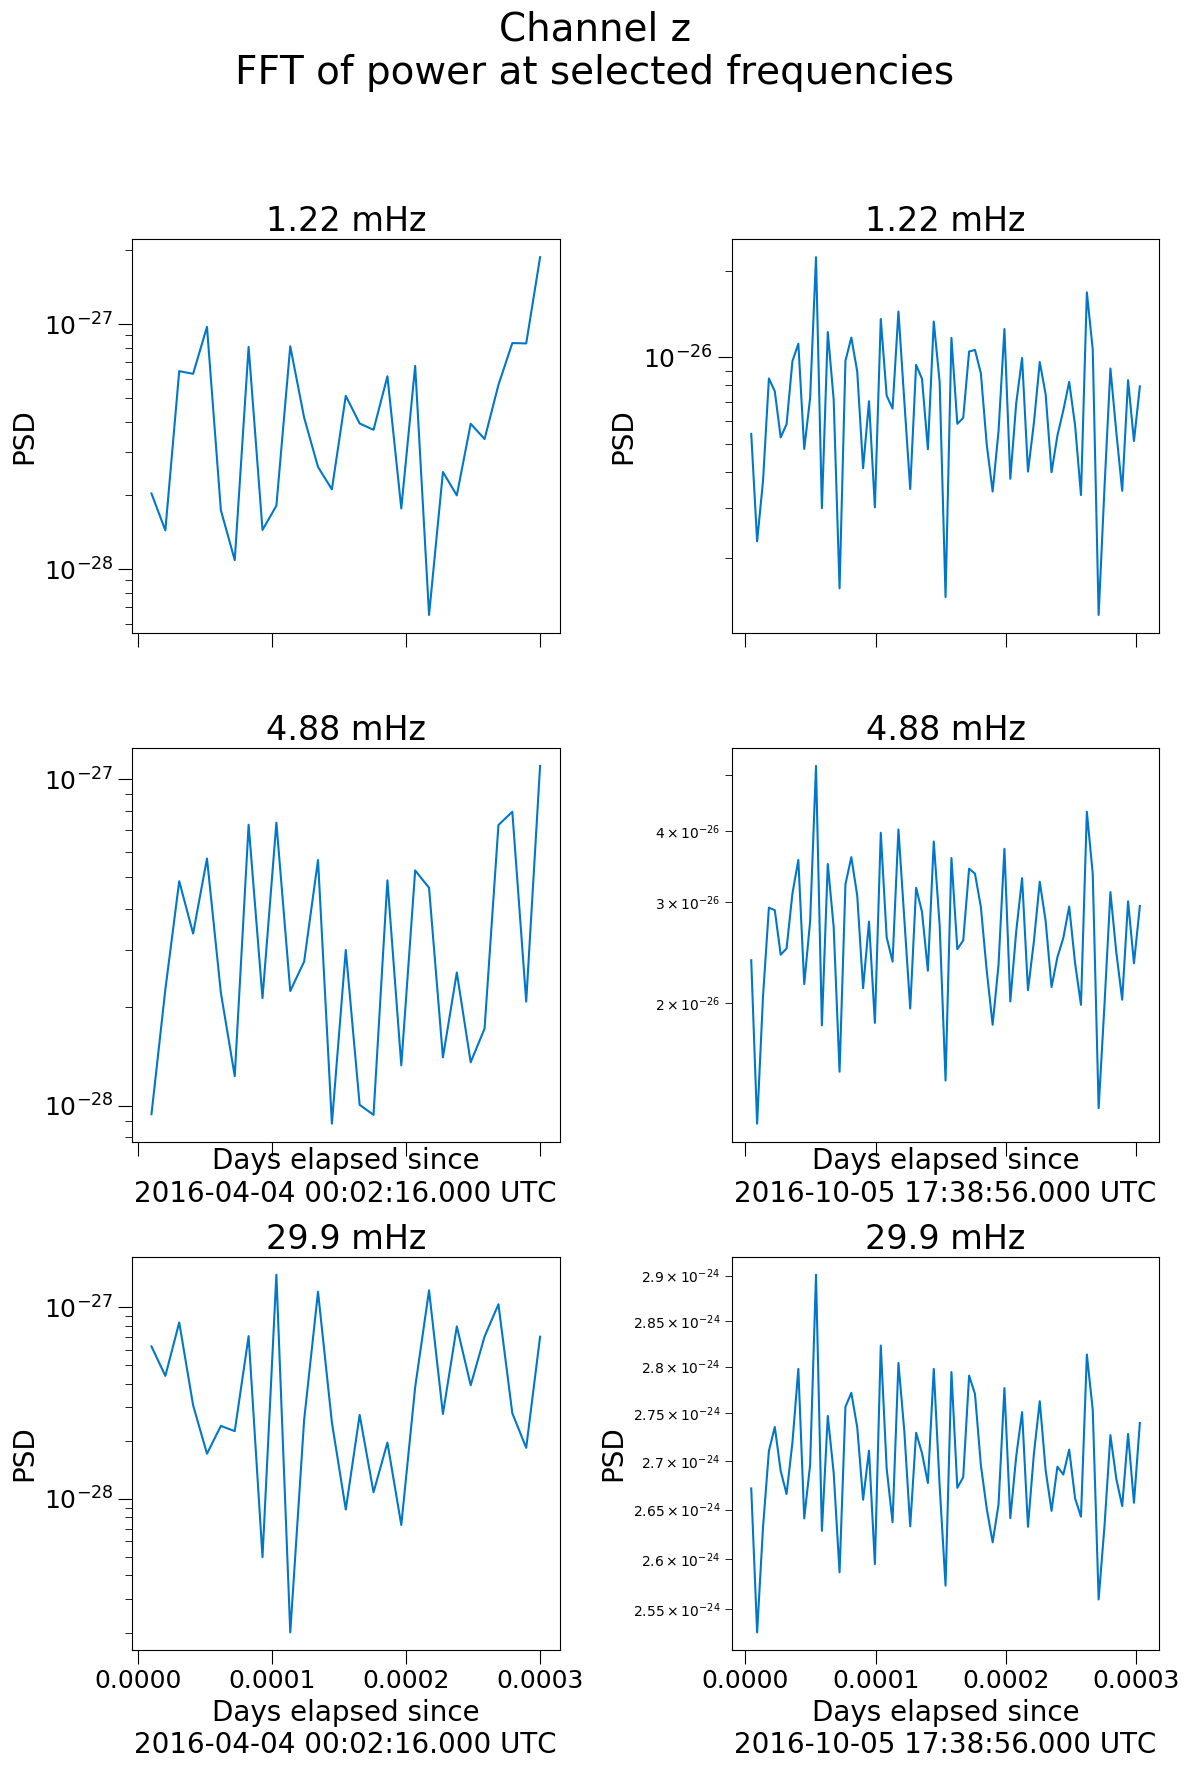 Channel z
FFT of power at selected frequencies
1.22 mHz
PSD
10⁻²⁷
10⁻²⁸
1.22 mHz
PSD
10⁻²⁶
4.88 mHz
10⁻²⁷
10⁻²⁸
Days elapsed since
2016-04-04 00:02:16.000 UTC
4.88 mHz
4 × 10⁻²⁶
3 × 10⁻²⁶
2 × 10⁻²⁶
Days elapsed since
2016-10-05 17:38:56.000 UTC
29.9 mHz
PSD
10⁻²⁷
10⁻²⁸
0.0000 0.0001 0.0002 0.0003
Days elapsed since
2016-04-04 00:02:16.000 UTC
29.9 mHz
PSD
2.9 × 10⁻²⁴
2.85 × 10⁻²⁴
2.8 × 10⁻²⁴
2.75 × 10⁻²⁴
2.7 × 10⁻²⁴
2.65 × 10⁻²⁴
2.6 × 10⁻²⁴
2.55 × 10⁻²⁴
0.0000 0.0001 0.0002 0.0003
Days elapsed since
2016-10-05 17:38:56.000 UTC